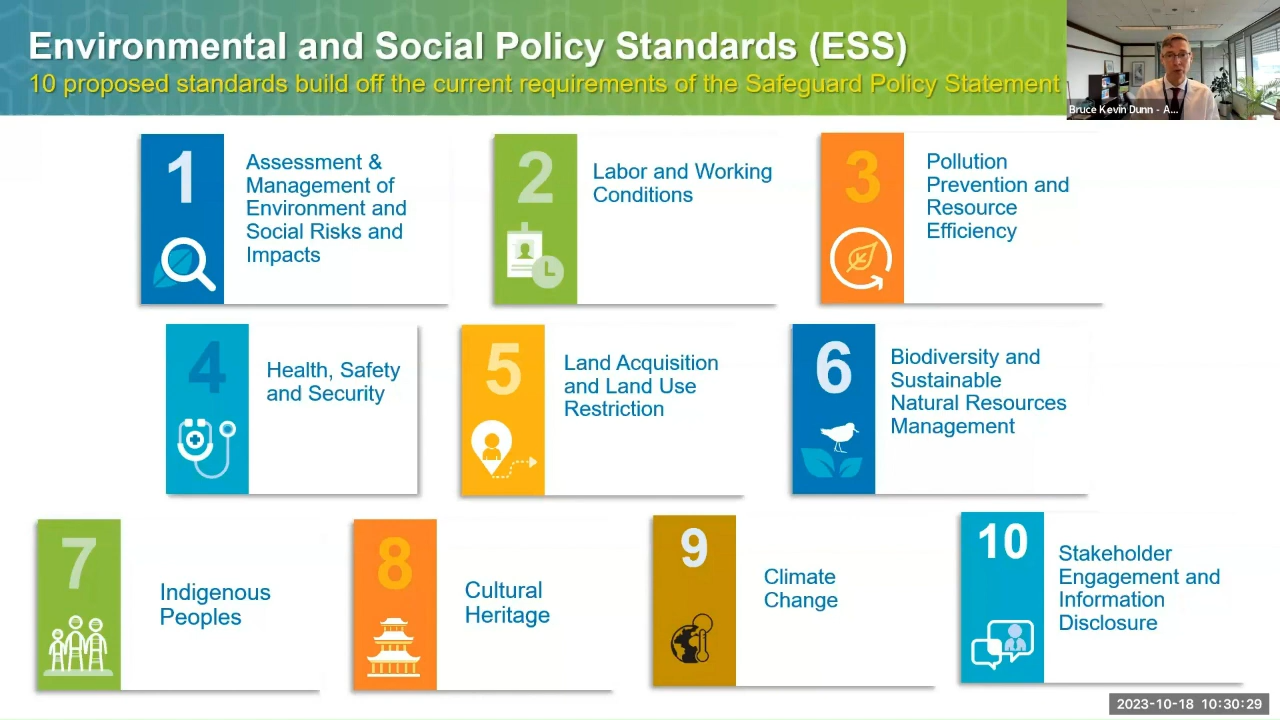 Environmental and Social Policy Standards (ESS)
10 proposed standards build off the current requirements of the Safeguard Policy Statement
Bruce Kevin Dunn - A...
1
Assessment &
Management of
Environment and
Social Risks and
Impacts
2
Labor and Working
Conditions
3
Pollution
Prevention and
Resource
Efficiency
4
Health, Safety
and Security
5
Land Acquisition
and Land Use
Restriction
6
Biodiversity and
Sustainable
Natural Resources
Management
7
Indigenous
Peoples
8
Cultural
Heritage
9
Climate
Change
10
Stakeholder
Engagement and
Information
Disclosure
2023-10-18 10:30:29